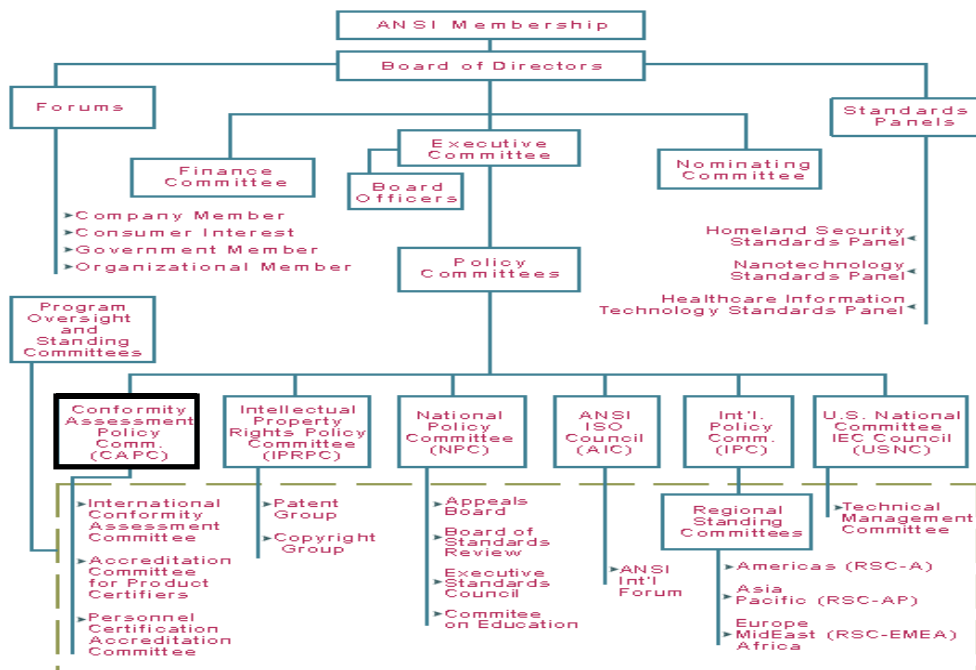 ANSI Membership
Board of Directors
Forums
Standards
Panels
Executive
Committee
Finance
Committee
Board
Officers
Nominating
Committee
Company Member
Consumer Interest
Government Member
Organizational Member
Homeland Security
Standards Panel
Nanotechnology
Standards Panel
Healthcare Information
Technology Standards Panel
Policy
Committees
Program
Oversight
and
Standing
Committees
Conformity
Assessment
Policy
Comm.
(CAPC)
Intellectual
Property
Rights Policy
Committee
(IPRPC)
National
Policy
Committee
(NPC)
ANSI
ISO
Council
(AIC)
Int'l.
Policy
Comm.
(IPC)
U.S. National
Committee
IEC Council
(USNC)
International
Conformity
Assessment
Committee
Accreditation
Committee
for Product
Certifiers
Personnel
Certification
Accreditation
Committee
Patent
Group
Copyright
Group
Appeals
Board
Board of
Standards
Review
Executive
Standards
Council
Commitee
on Education
ANSI
Int'l
Forum
Regional
Standing
Committees
Americas (RSC-A)
Asia
Pacific (RSC-AP)
Europe
MidEast (RSC-EMEA)
Africa
Technical
Management
Committee